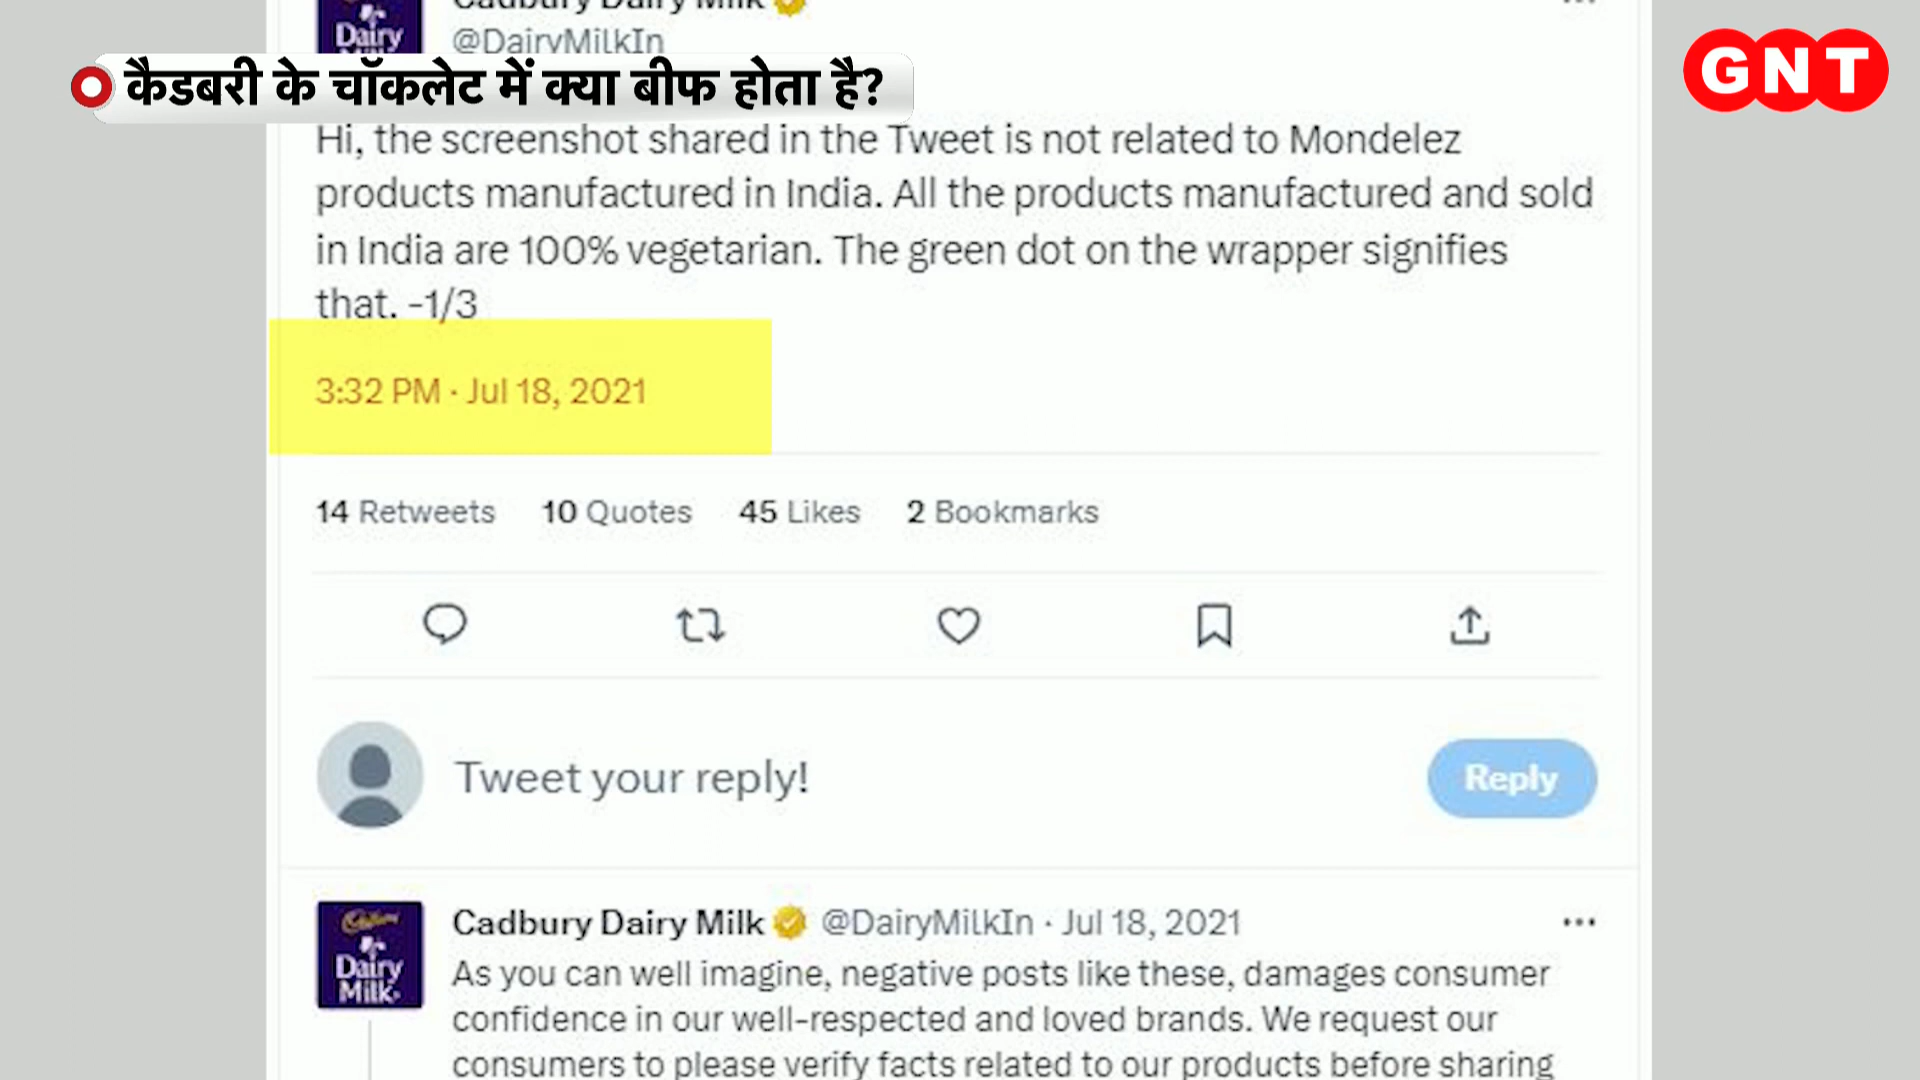 Cadbury Dairy Milk
Dairy
@DairyMilkIn
कैडबरी के चॉकलेट में क्या बीफ होता है?
GNT
Hi, the screenshot shared in the Tweet is not related to Mondelez
products manufactured in India. All the products manufactured and sold
in India are 100% vegetarian. The green dot on the wrapper signifies
that. -1/3
3:32 PM · Jul 18, 2021
14 Retweets 10 Quotes 45 Likes 2 Bookmarks
Tweet your reply!
Reply
Cadbury
Dairy
Milk
Cadbury Dairy Milk @DairyMilkIn · Jul 18, 2021
As you can well imagine, negative posts like these, damages consumer
confidence in our well-respected and loved brands. We request our
consumers to please verify facts related to our products before sharing